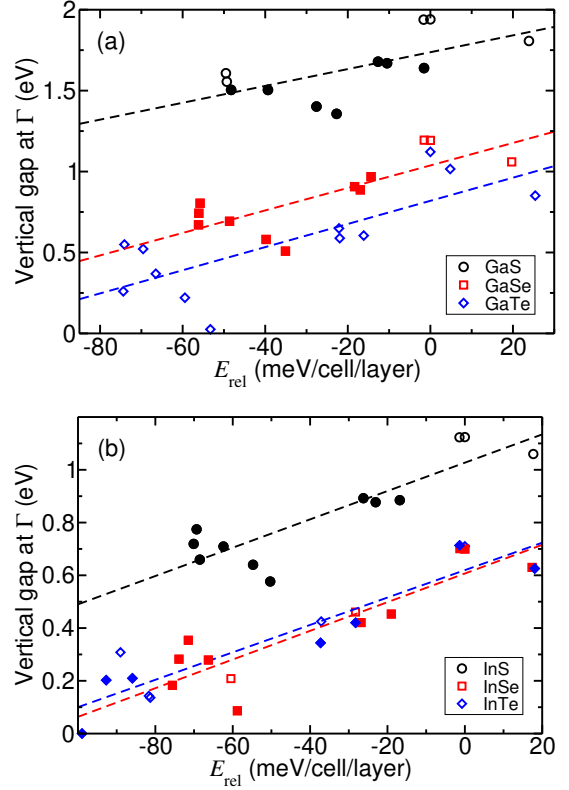 (a)
Vertical gap at Γ (eV)
2
1.5
1
0.5
0
GaS
GaSe
GaTe
-80 -60 -40 -20 0 20
E_rel (meV/cell/layer)
(b)
Vertical gap at Γ (eV)
1
0.8
0.6
0.4
0.2
0
InS
InSe
InTe
-80 -60 -40 -20 0 20
E_rel (meV/cell/layer)